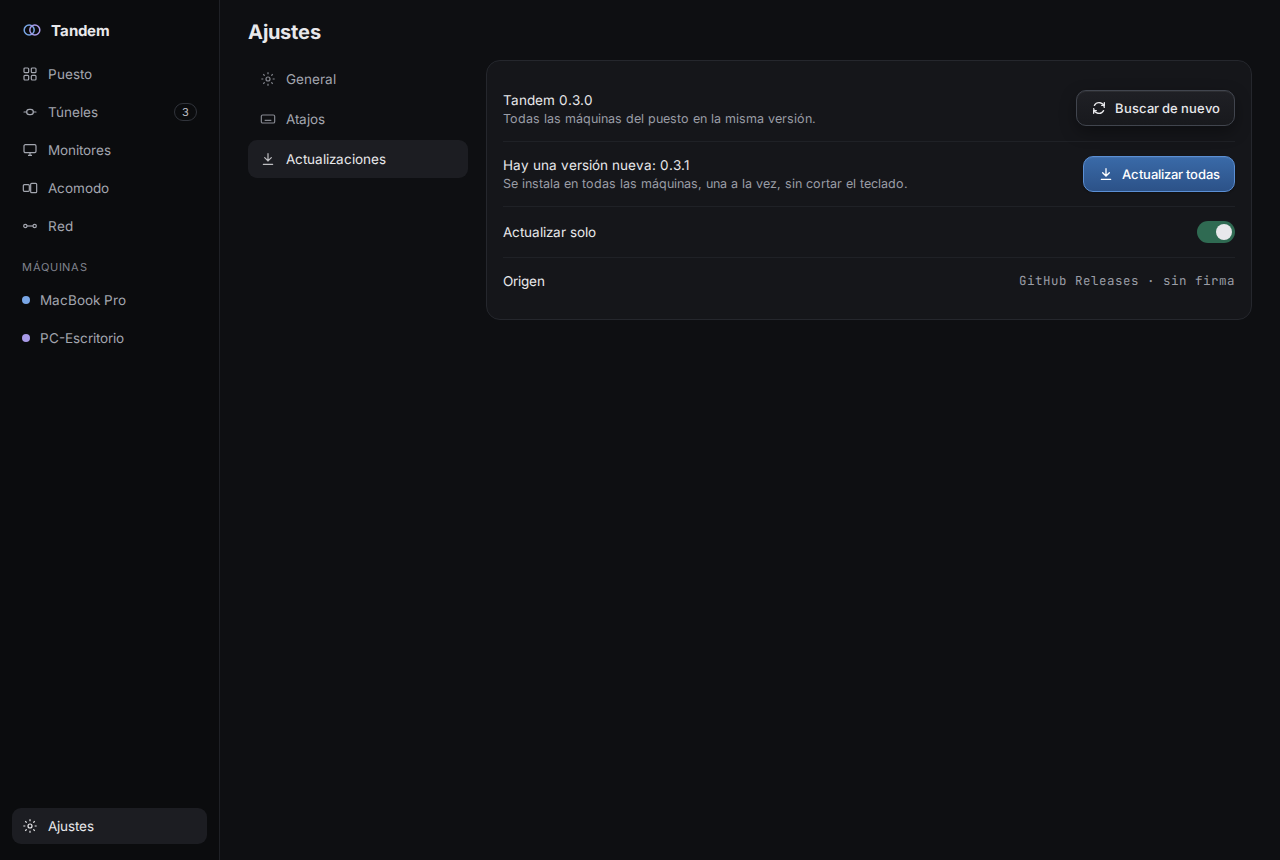 Tandem
Puesto
Túneles 3
Monitores
Acomodo
Red
MÁQUINAS
MacBook Pro
PC-Escritorio
Ajustes
Ajustes
General
Atajos
Actualizaciones
Tandem 0.3.0
Todas las máquinas del puesto en la misma versión.
Buscar de nuevo
Hay una versión nueva: 0.3.1
Se instala en todas las máquinas, una a la vez, sin cortar el teclado.
Actualizar todas
Actualizar solo
Origen
GitHub Releases · sin firma